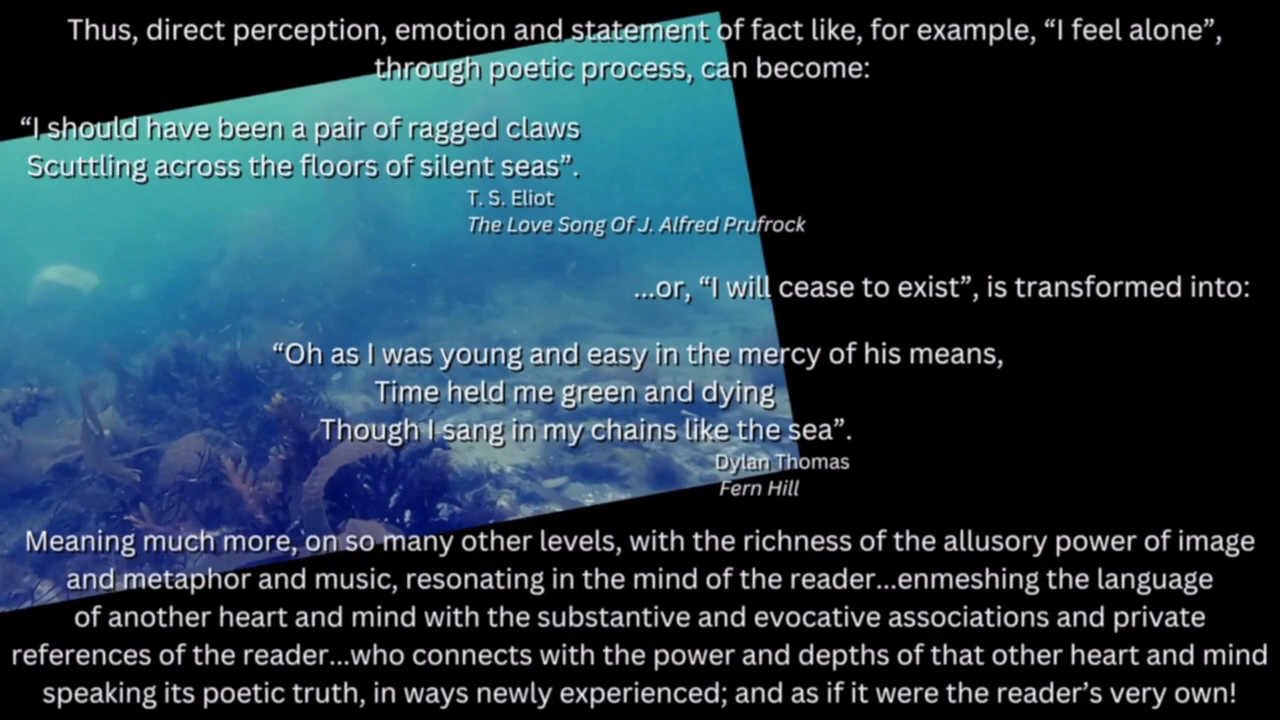 Thus, direct perception, emotion and statement of fact like, for example, “I feel alone”,
through poetic process, can become:
“I should have been a pair of ragged claws
Scuttling across the floors of silent seas”.
T. S. Eliot
The Love Song Of J. Alfred Prufrock
...or, “I will cease to exist”, is transformed into:
“Oh as I was young and easy in the mercy of his means,
Time held me green and dying
Though I sang in my chains like the sea”.
Dylan Thomas
Fern Hill
Meaning much more, on so many other levels, with the richness of the allusory power of image
and metaphor and music, resonating in the mind of the reader...enmeshing the language
of another heart and mind with the substantive and evocative associations and private
references of the reader...who connects with the power and depths of that other heart and mind
speaking its poetic truth, in ways newly experienced; and as if it were the reader’s very own!